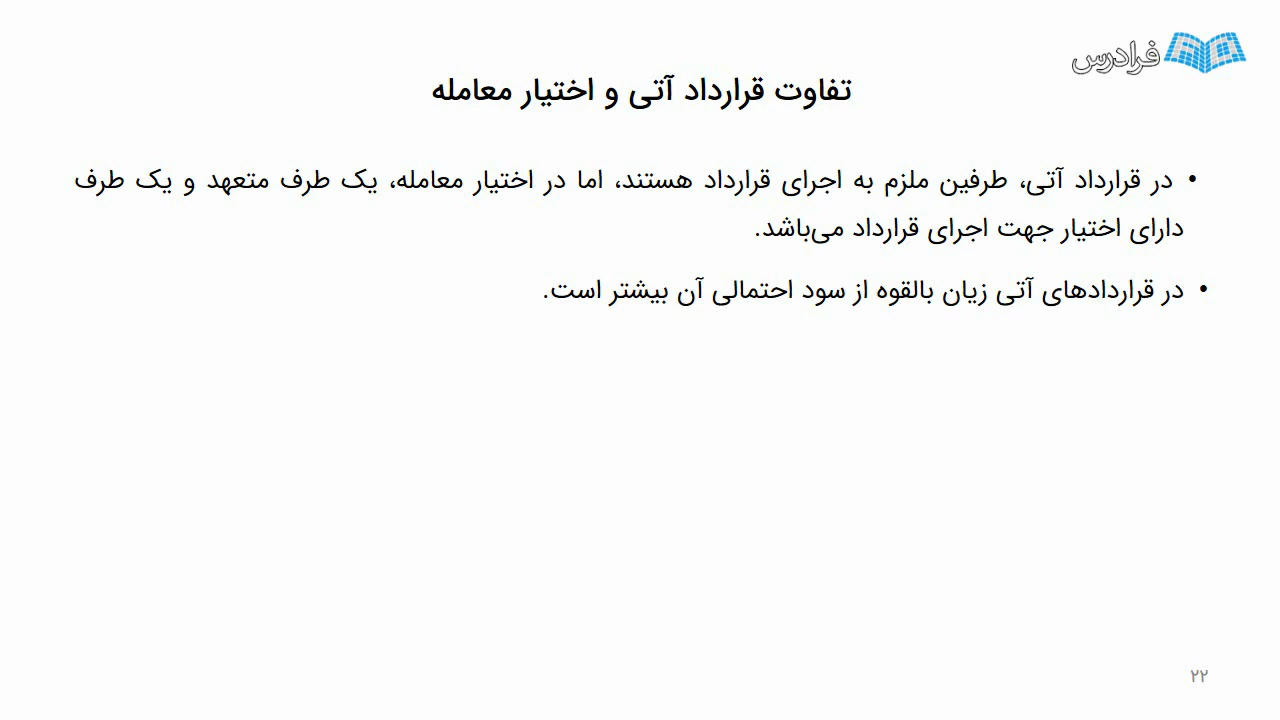 فرادرس
تفاوت قرارداد آتی و اختیار معامله
• در قرارداد آتی، طرفین ملزم به اجرای قرارداد هستند، اما در اختیار معامله، یک طرف متعهد و یک طرف
دارای اختیار جهت اجرای قرارداد می‌باشد.
• در قراردادهای آتی زیان بالقوه از سود احتمالی آن بیشتر است.
۲۲